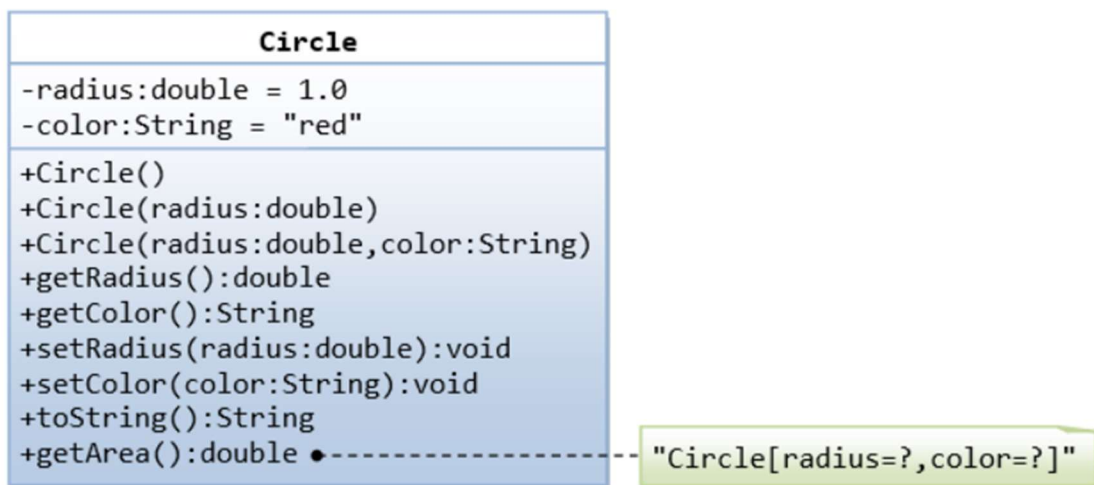 Circle
-radius:double = 1.0
-color:String = "red"
+Circle()
+Circle(radius:double)
+Circle(radius:double,color:String)
+getRadius():double
+getColor():String
+setRadius(radius:double):void
+setColor(color:String):void
+toString():String
+getArea():double
"Circle[radius=?,color=?]"